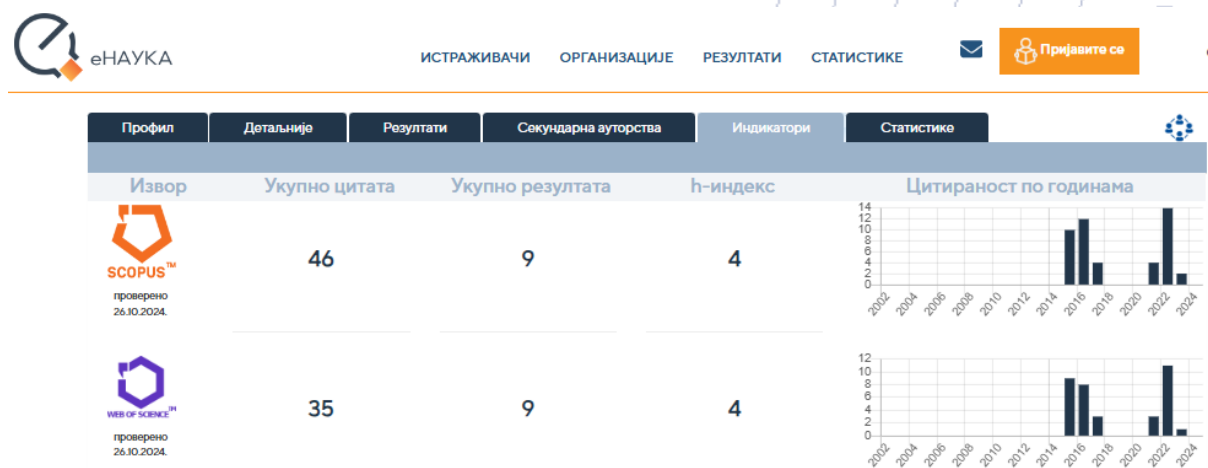 еНАУКА
ИСТРАЖИВАЧИ ОРГАНИЗАЦИЈЕ РЕЗУЛТАТИ СТАТИСТИКЕ Пријавите се
Профил Детаљније Резултати Секундарна ауторства Индикатори Статистике
Извор Укупно цитата Укупно резултата h-индекс Цитираност по годинама
14
12
10
8
6
4
2
0
SCOPUS™ 46 9 4
проверено
26.10.2024.
2002 2004 2006 2008 2010 2012 2014 2016 2018 2020 2022 2024
12
10
8
6
4
2
0
WEB OF SCIENCE™ 35 9 4
проверено
26.10.2024.
2002 2004 2006 2008 2010 2012 2014 2016 2018 2020 2022 2024